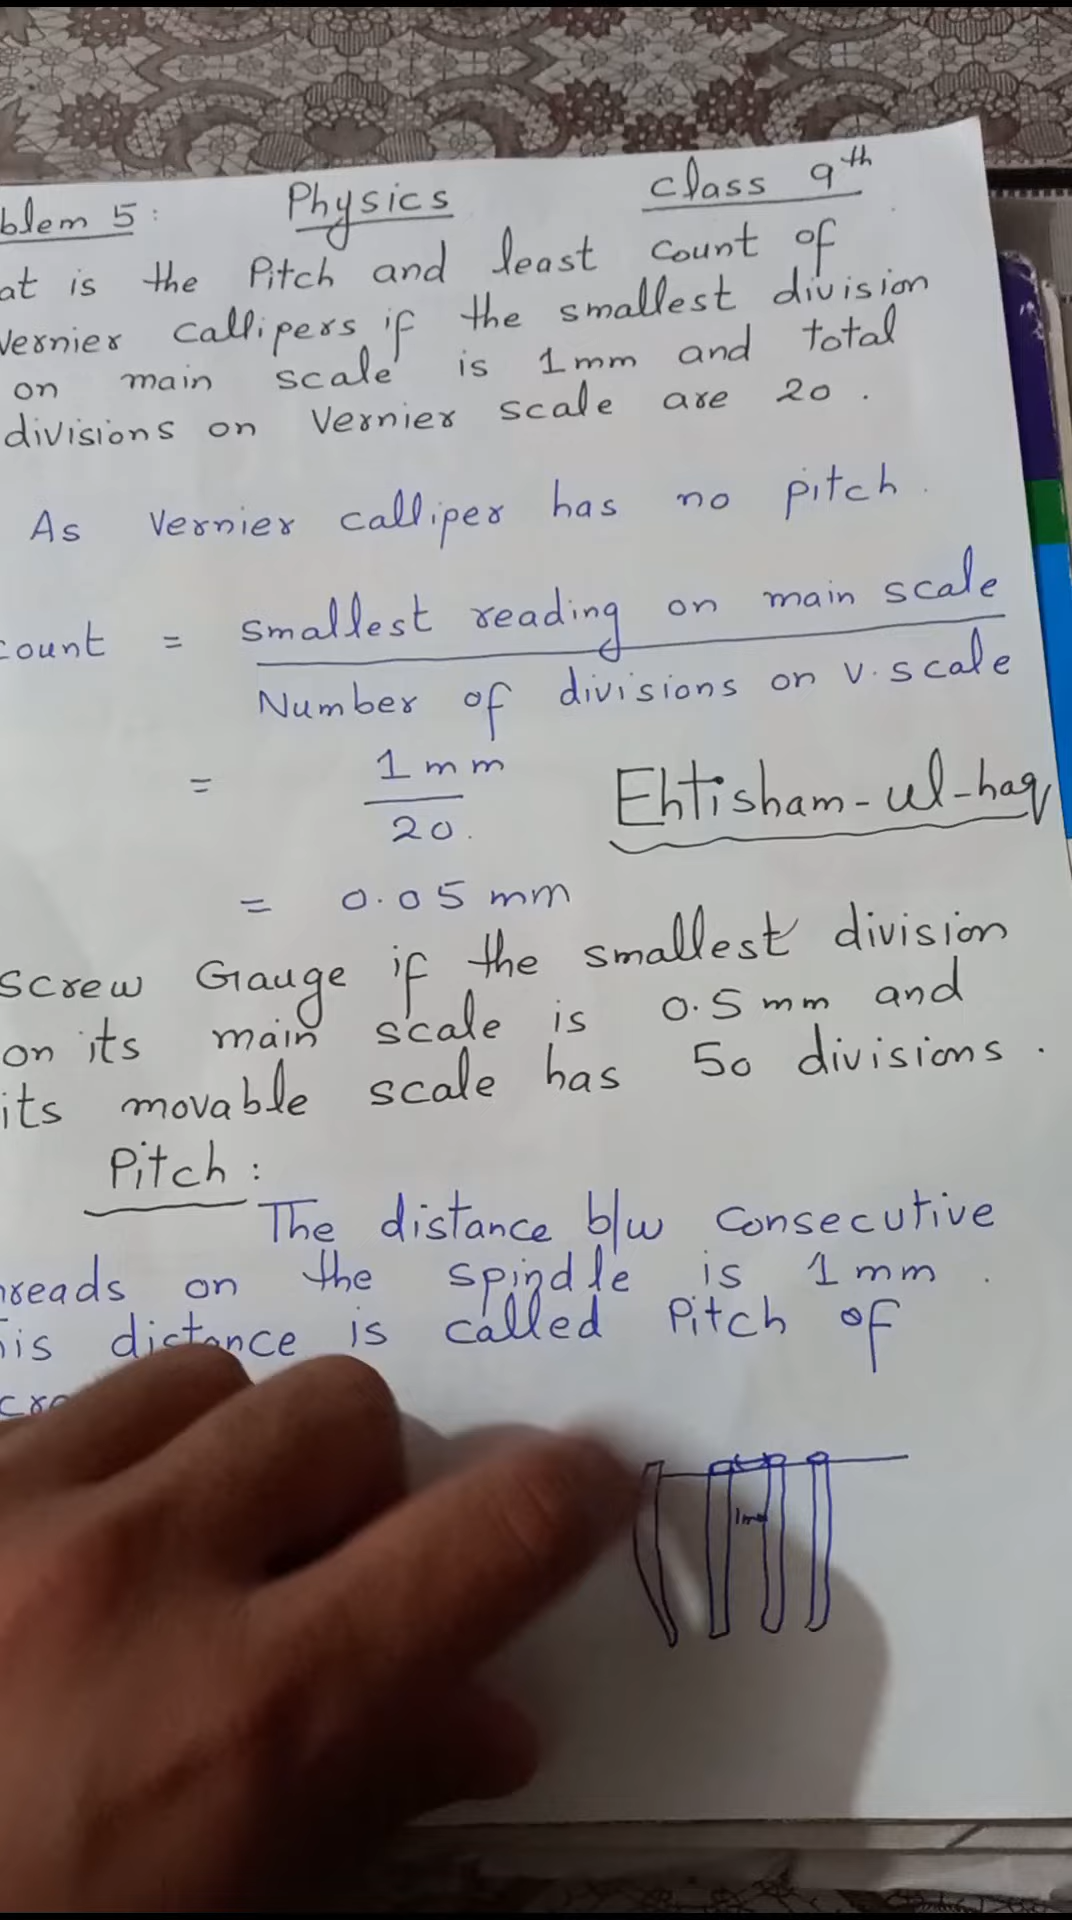 blem 5:
Physics
Class 9th
at is the Pitch and least count of
Vernier Callipers if the smallest division
on main scale is 1mm and total
divisions on Vernier scale are 20.
As Vernier calliper has no pitch.
count = smallest reading on main scale
Number of divisions on v.scale
= 1mm
20.
Ehtisham-ul-haq
= 0.05 mm
Screw Gauge if the smallest division
on its main scale is 0.5 mm and
its movable scale has 50 divisions.
Pitch:
The distance b/w consecutive
hreads on the spindle is 1mm.
his distance is called Pitch of